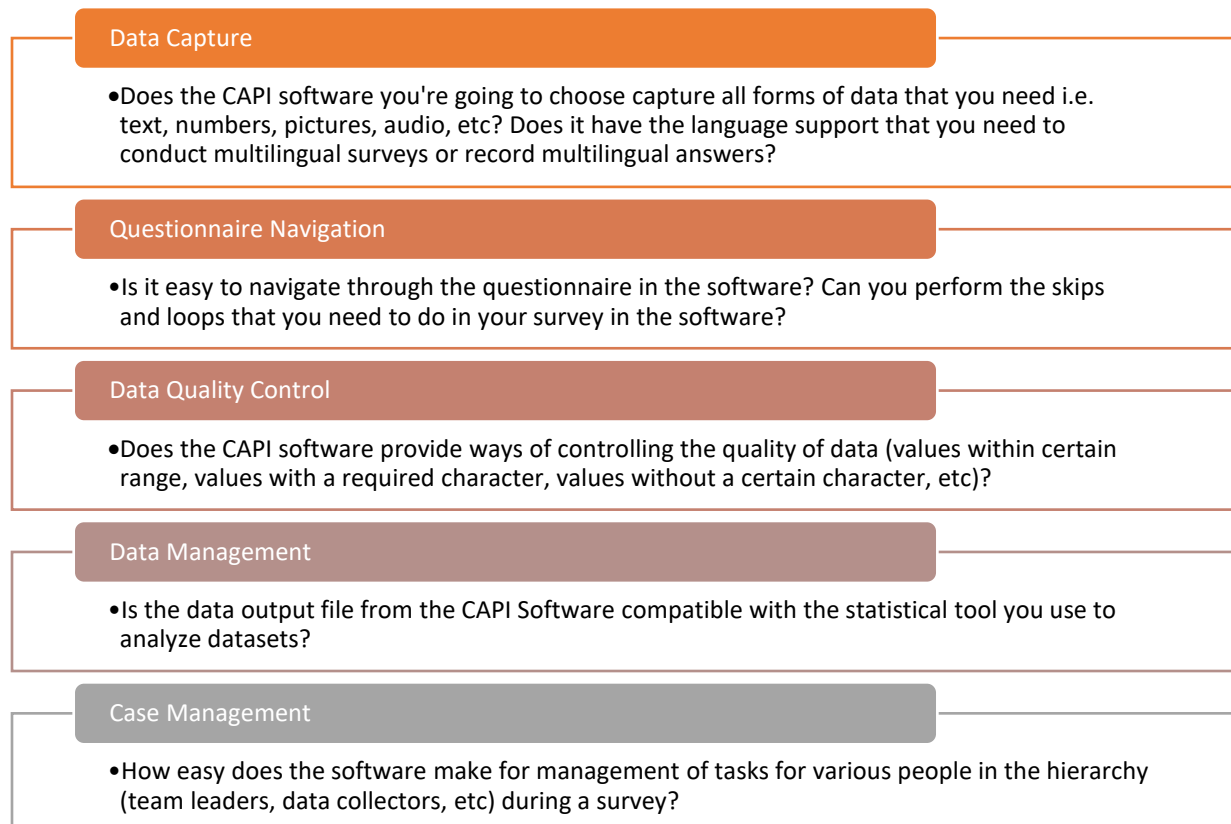 Data Capture
•Does the CAPI software you're going to choose capture all forms of data that you need i.e.
text, numbers, pictures, audio, etc? Does it have the language support that you need to
conduct multilingual surveys or record multilingual answers?
Questionnaire Navigation
•Is it easy to navigate through the questionnaire in the software? Can you perform the skips
and loops that you need to do in your survey in the software?
Data Quality Control
•Does the CAPI software provide ways of controlling the quality of data (values within certain
range, values with a required character, values without a certain character, etc)?
Data Management
•Is the data output file from the CAPI Software compatible with the statistical tool you use to
analyze datasets?
Case Management
•How easy does the software make for management of tasks for various people in the hierarchy
(team leaders, data collectors, etc) during a survey?